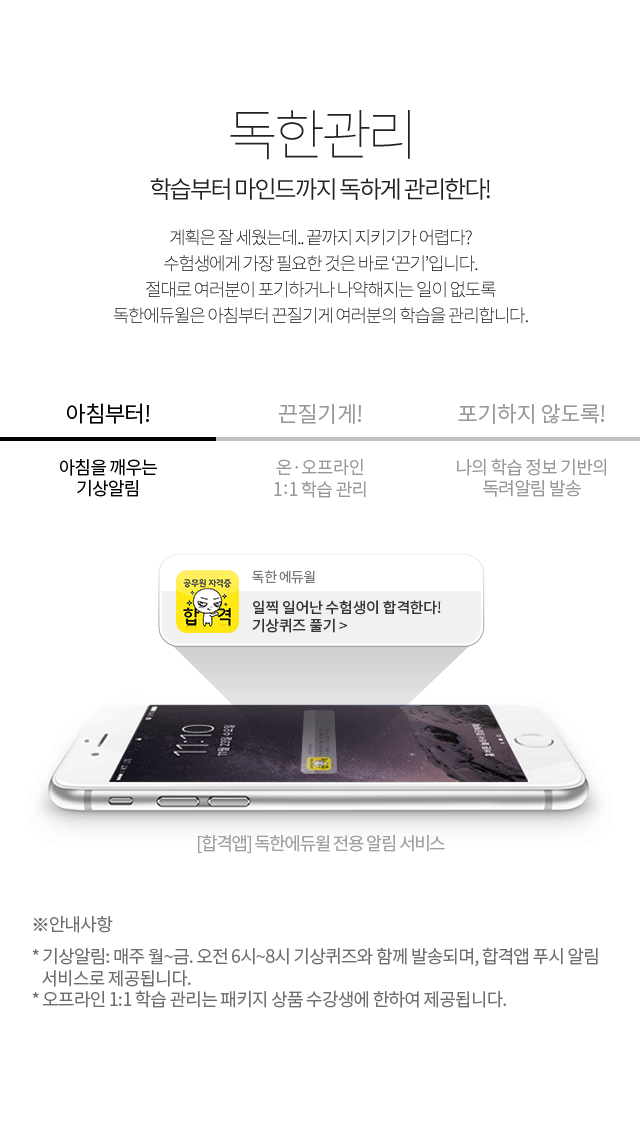 독한관리
학습부터 마인드까지 독하게 관리한다!
계획은 잘 세웠는데.. 끝까지 지키기가 어렵다?
수험생에게 가장 필요한 것은 바로 ‘끈기’입니다.
절대로 여러분이 포기하거나 나약해지는 일이 없도록
독한에듀윌은 아침부터 끈질기게 여러분의 학습을 관리합니다.
아침부터!
끈질기게!
포기하지 않도록!
아침을 깨우는
기상알림
온·오프라인
1:1 학습 관리
나의 학습 정보 기반의
독려알림 발송
공무원 자격증
합격
독한 에듀윌
일찍 일어난 수험생이 합격한다!
기상퀴즈 풀기 >
11:10
11월 23일 수요일
[합격앱] 독한에듀윌 전용 알림 서비스
※안내사항
* 기상알림: 매주 월~금. 오전 6시~8시 기상퀴즈와 함께 발송되며, 합격앱 푸시 알림
서비스로 제공됩니다.
* 오프라인 1:1 학습 관리는 패키지 상품 수강생에 한하여 제공됩니다.